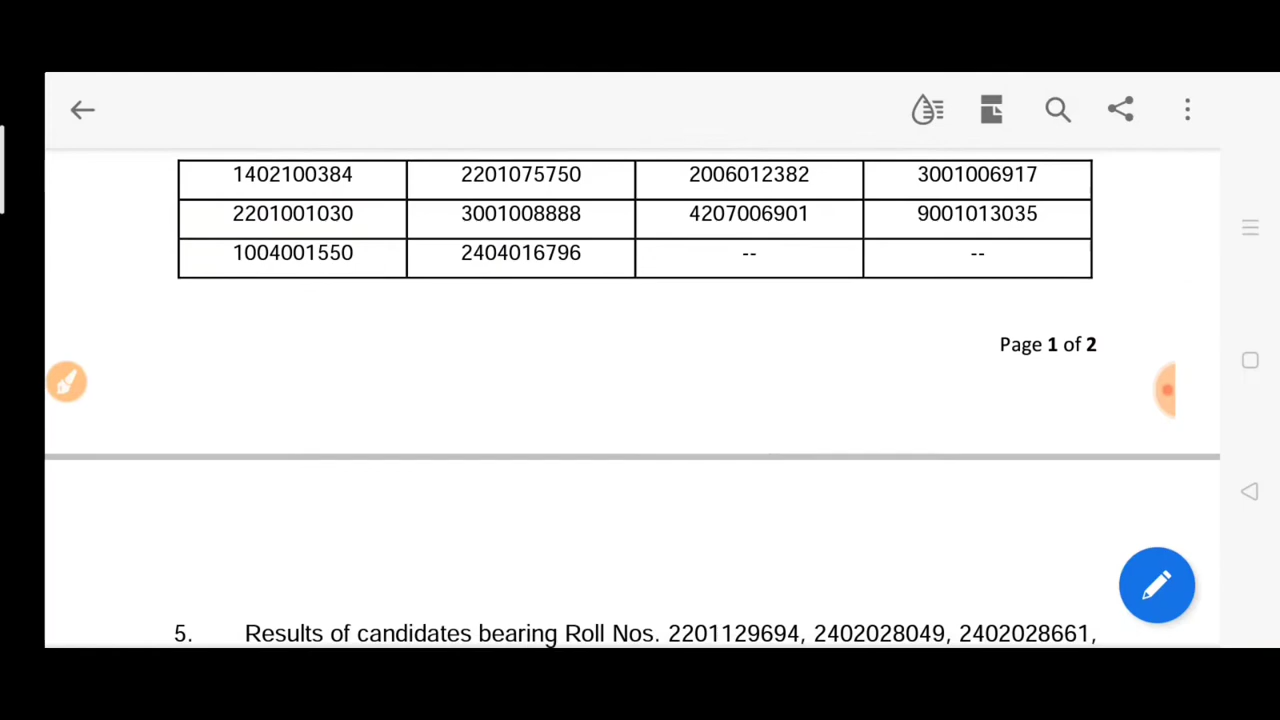 1402100384 2201075750 2006012382 3001006917
2201001030 3001008888 4207006901 9001013035
1004001550 2404016796 -- --
Page 1 of 2
5. Results of candidates bearing Roll Nos. 2201129694, 2402028049, 2402028661,